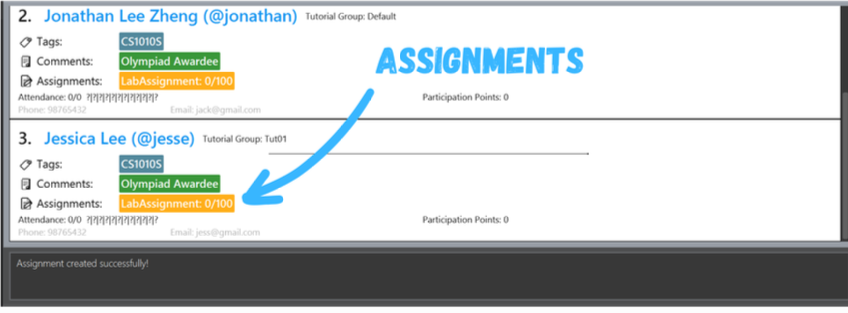 2. Jonathan Lee Zheng (@jonathan) Tutorial Group: Default
Tags: CS1010S
Comments: Olympiad Awardee
Assignments: LabAssignment: 0/100
Attendance: 0/0 Participation Points: 0
Phone: 98765432 Email: jack@gmail.com
ASSIGNMENTS
3. Jessica Lee (@jesse) Tutorial Group: Tut01
Tags: CS1010S
Comments: Olympiad Awardee
Assignments: LabAssignment: 0/100
Attendance: 0/0 Participation Points: 0
Phone: 98765432 Email: jess@gmail.com
Assignment created successfully!